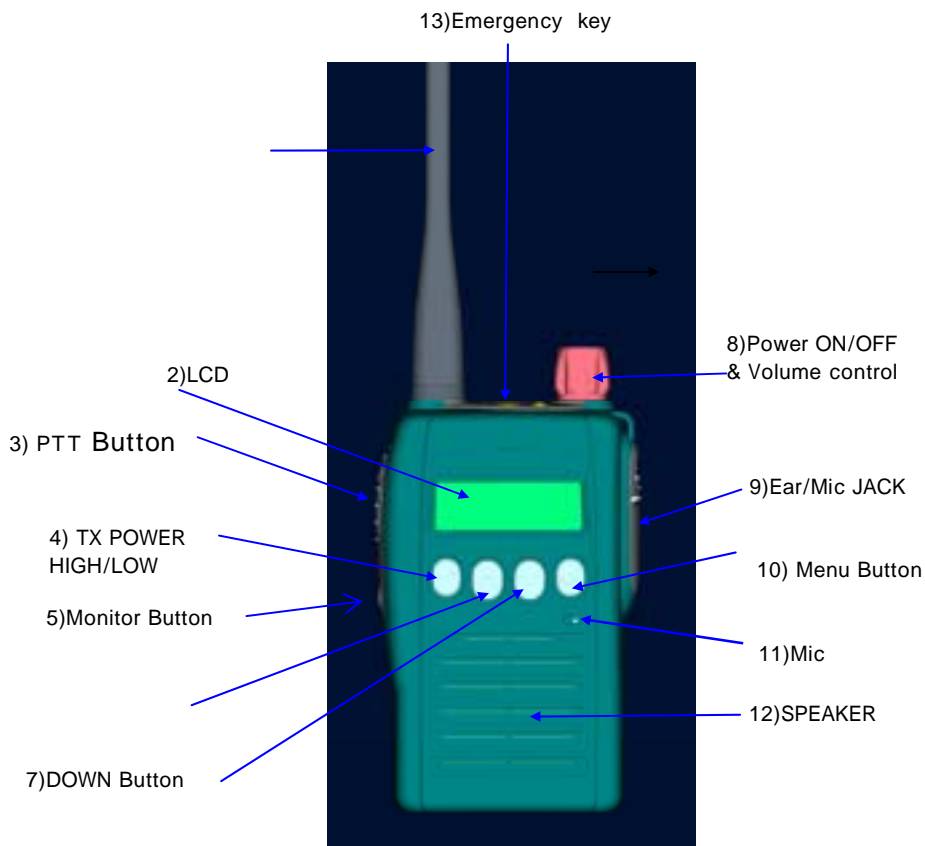 13)Emergency key
8)Power ON/OFF
& Volume control
2)LCD
3) PTT Button
9)Ear/Mic JACK
4) TX POWER
HIGH/LOW
10) Menu Button
5)Monitor Button
11)Mic
12)SPEAKER
7)DOWN Button